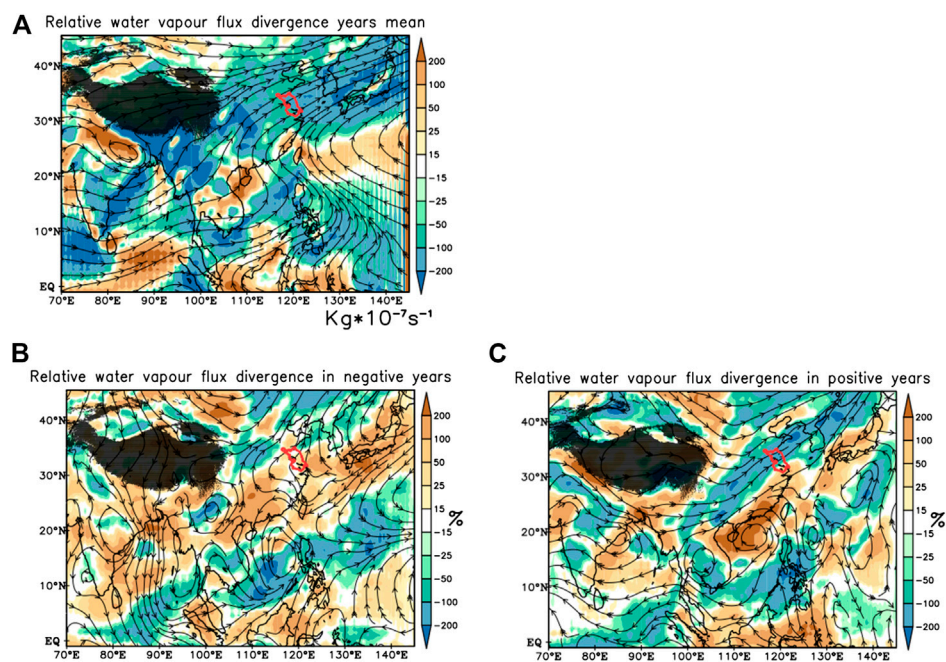 A
Relative water vapour flux divergence years mean
40°N
30°N
20°N
10°N
EQ
70°E 80°E 90°E 100°E 110°E 120°E 130°E 140°E
200
100
50
25
15
-15
-25
-50
-100
-200
Kg*10⁻⁷s⁻¹
B
Relative water vapour flux divergence in negative years
40°N
30°N
20°N
10°N
EQ
70°E 80°E 90°E 100°E 110°E 120°E 130°E 140°E
200
100
50
25
15
-15
-25
-50
-100
-200
%
C
Relative water vapour flux divergence in positive years
40°N
30°N
20°N
10°N
EQ
70°E 80°E 90°E 100°E 110°E 120°E 130°E 140°E
200
100
50
25
15
-15
-25
-50
-100
-200
%